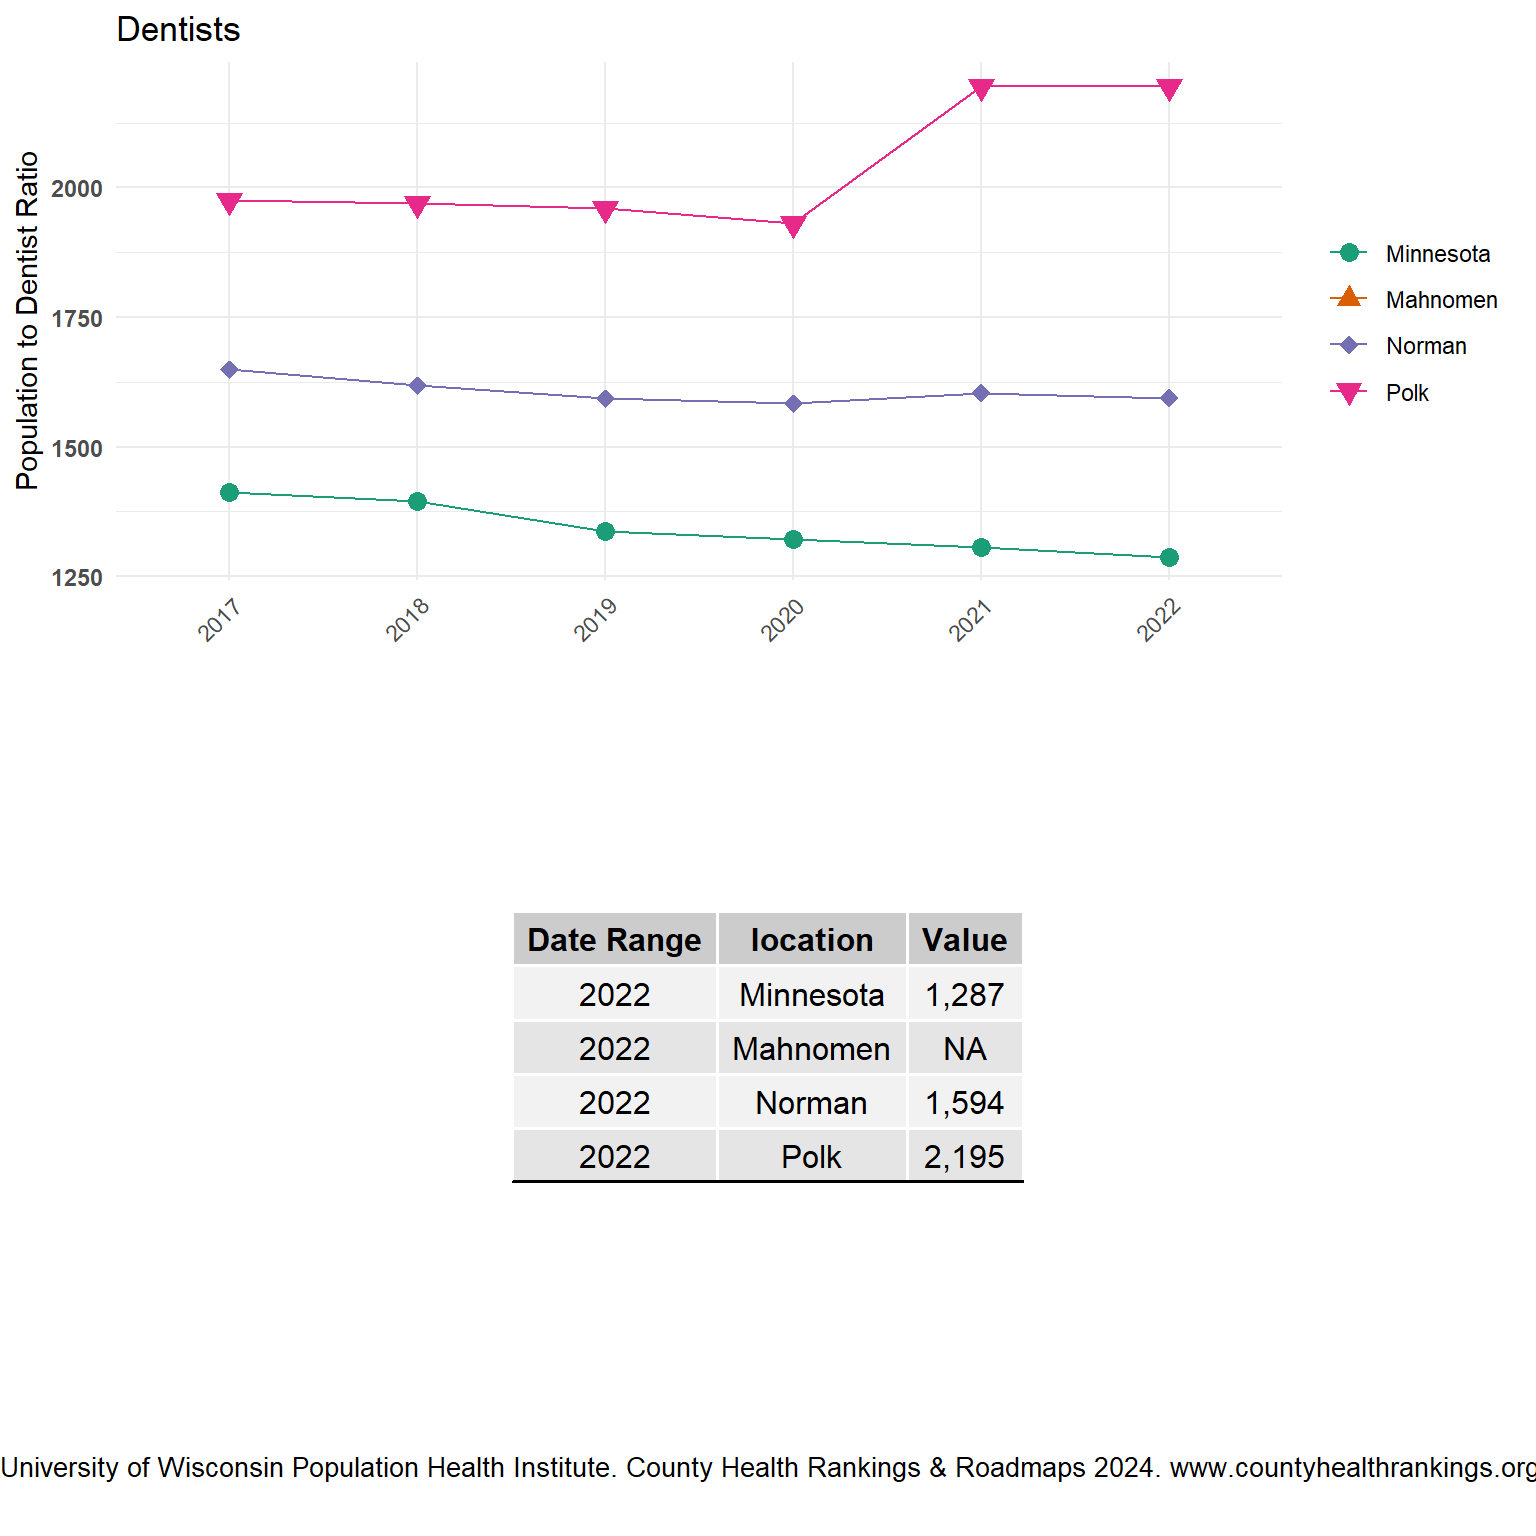 Dentists
Population to Dentist Ratio
2000
1750
1500
1250
2017
2018
2019
2020
2021
2022
Minnesota
Mahnomen
Norman
Polk
Date Range location Value
2022 Minnesota 1,287
2022 Mahnomen NA
2022 Norman 1,594
2022 Polk 2,195
University of Wisconsin Population Health Institute. County Health Rankings & Roadmaps 2024. www.countyhealthrankings.org